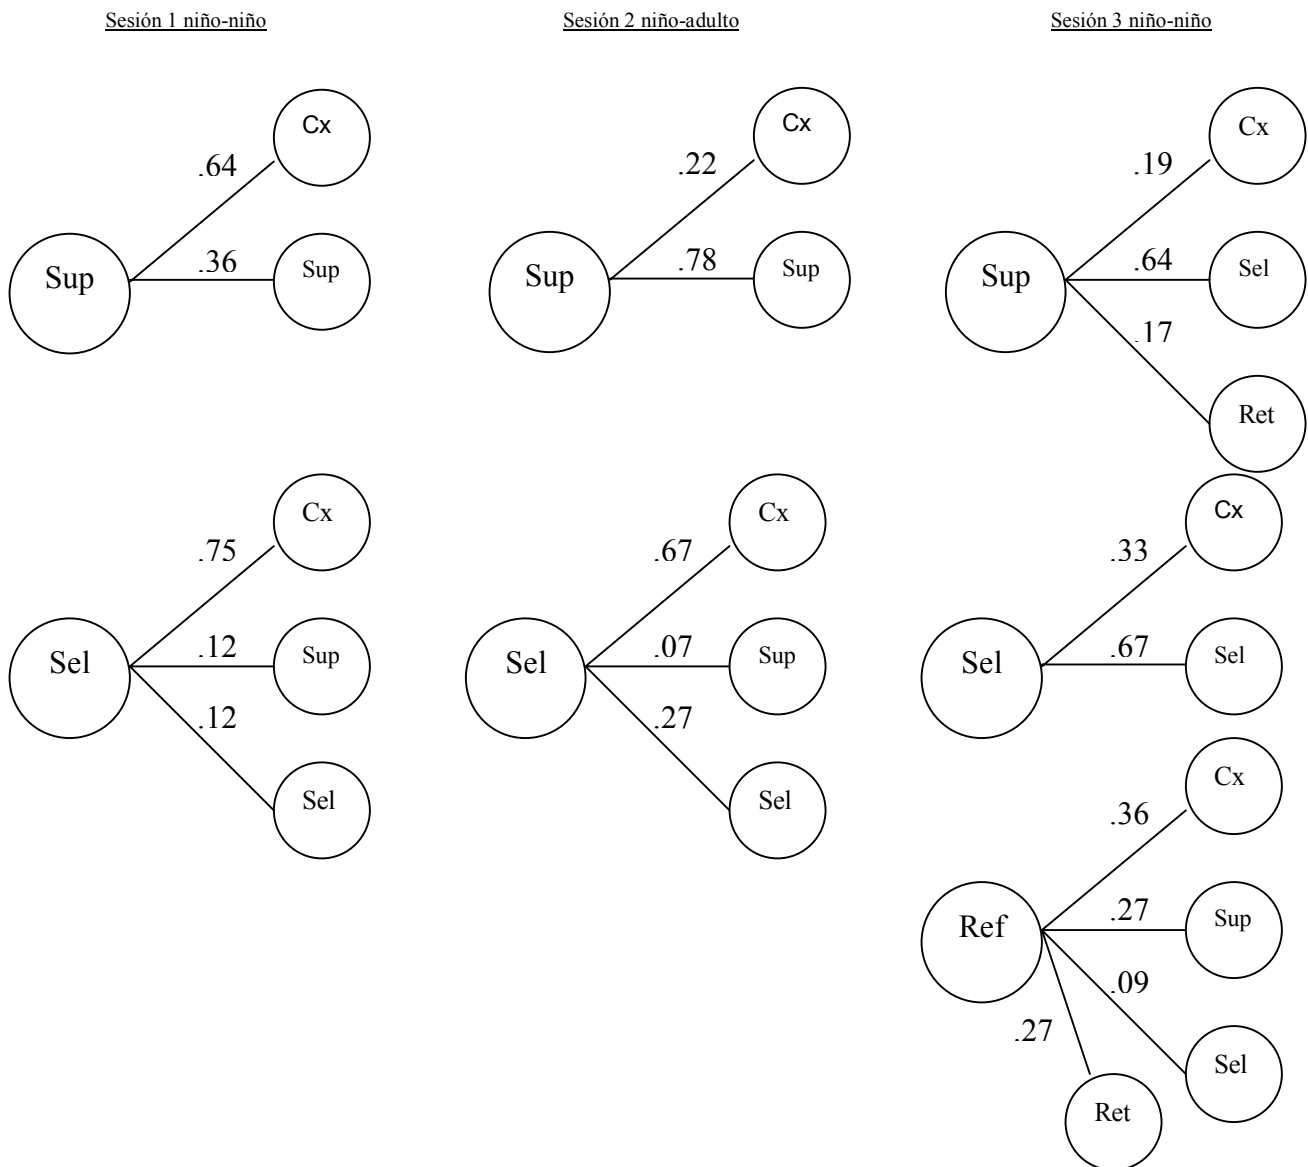 Sesión 1 niño-niño
Sesión 2 niño-adulto
Sesión 3 niño-niño
Cx
.64
Sup
.36
Sup
Cx
.22
Sup
.78
Sup
Cx
.19
Sup
.64
Sel
.17
Ret
Cx
.75
Sel
.12
Sup
.12
Sel
Cx
.67
Sel
.07
Sup
.27
Sel
Cx
.33
Sel
.67
Sel
Cx
.36
Ref
.27
Sup
.09
Sel
.27
Ret